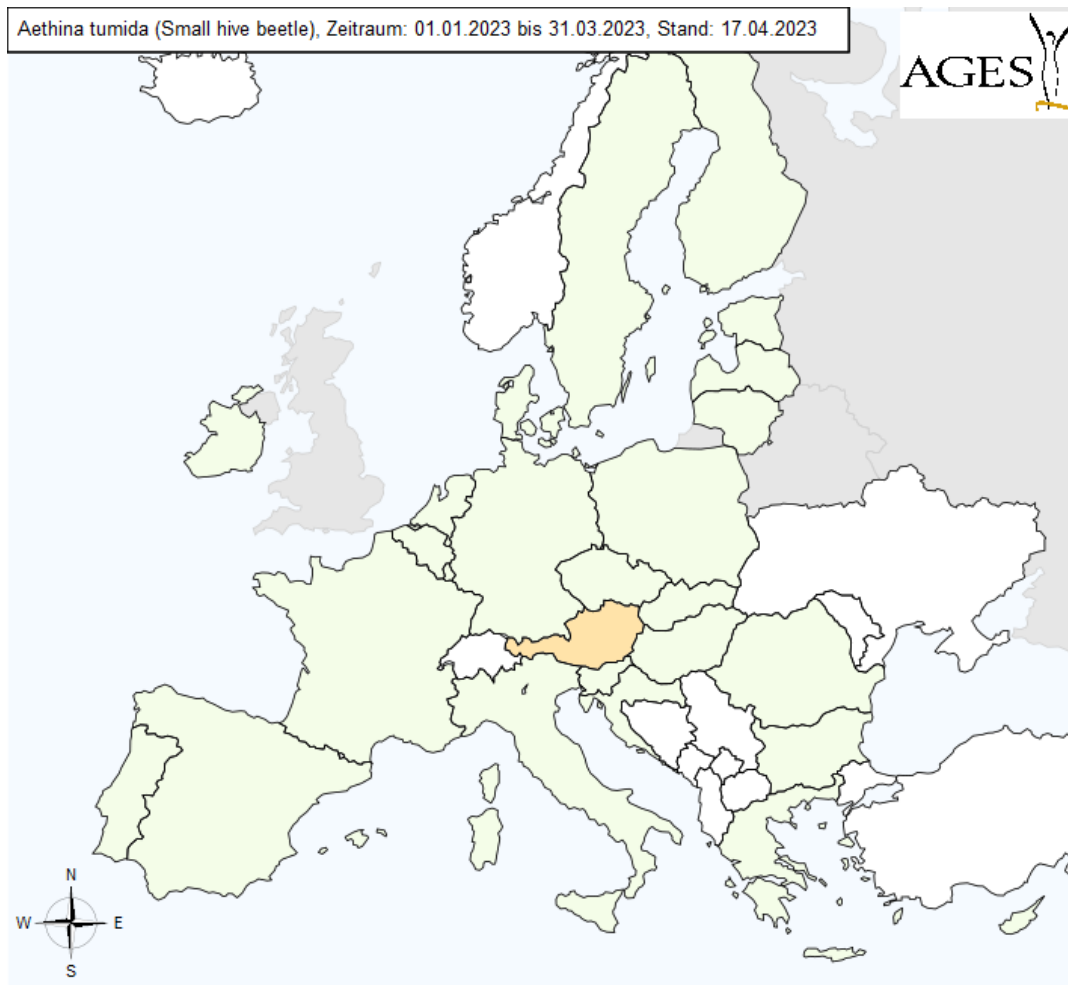 Aethina tumida (Small hive beetle), Zeitraum: 01.01.2023 bis 31.03.2023, Stand: 17.04.2023
AGES
N
W E
S